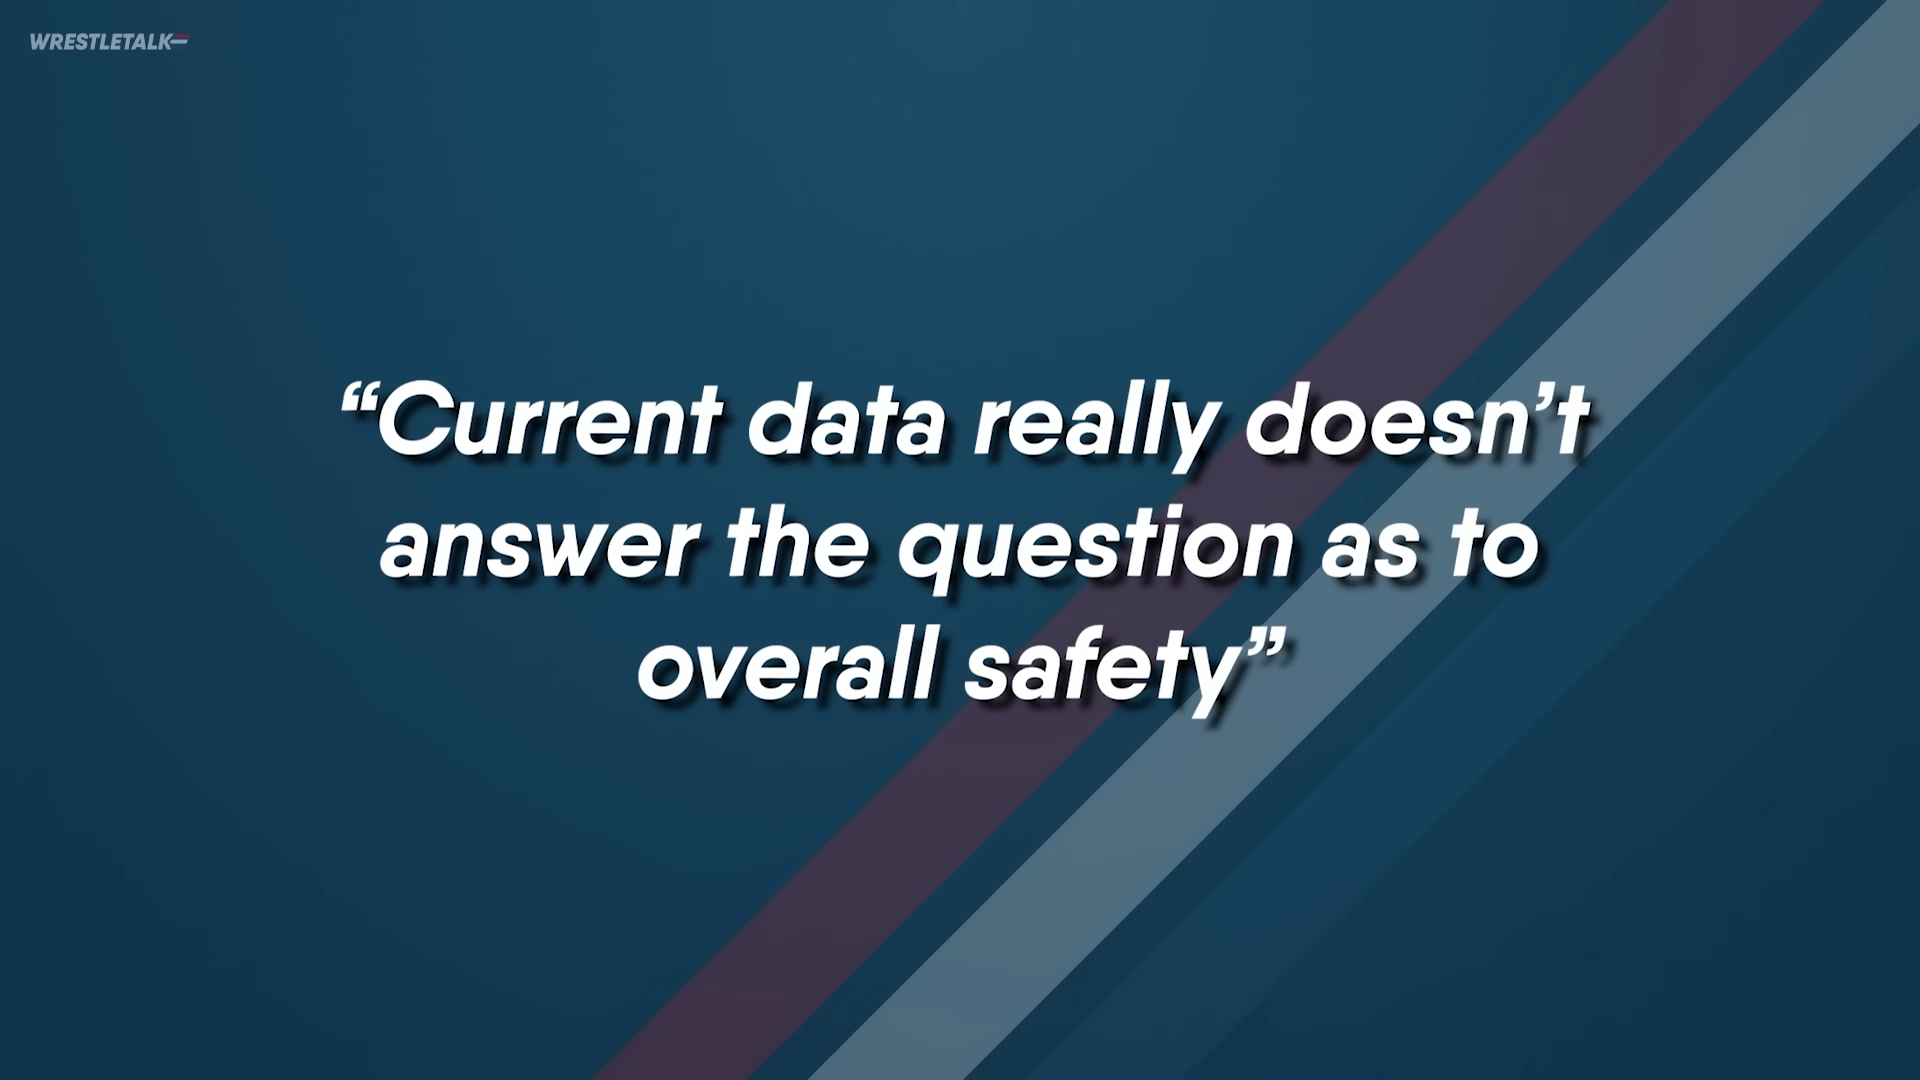 WRESTLETALK
“Current data really doesn’t
answer the question as to
overall safety”